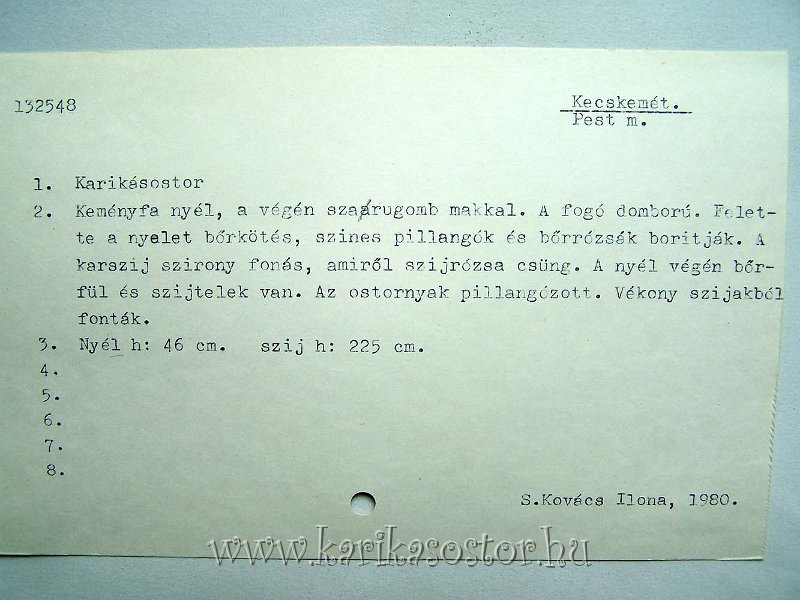 132548
Kecskemét.
Pest m.
1. Karikásostor
2. Keményfa nyél, a végén szarugomb makkal. A fogó domború. Felet-
te a nyelet bőrkötés, szines pillangók és bőrrózsák boritják. A
karszij szirony fonás, amiről szijrózsa csüng. A nyél végén bőr-
fül és szijtelek van. Az ostornyak pillangózott. Vékony szijakból
fonták.
3. Nyél h: 46 cm. szij h: 225 cm.
4.
5.
6.
7.
8.
S.Kovács Ilona, 1980.
www.karikasostor.hu